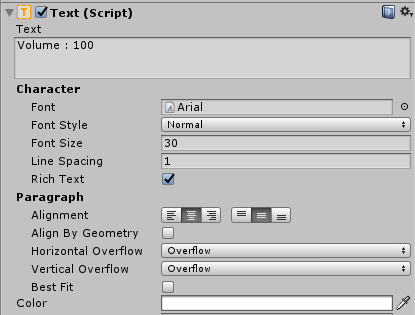 Text (Script)
Text
Volume : 100
Character
Font Arial
Font Style Normal
Font Size 30
Line Spacing 1
Rich Text
Paragraph
Alignment
Align By Geometry
Horizontal Overflow Overflow
Vertical Overflow Overflow
Best Fit
Color